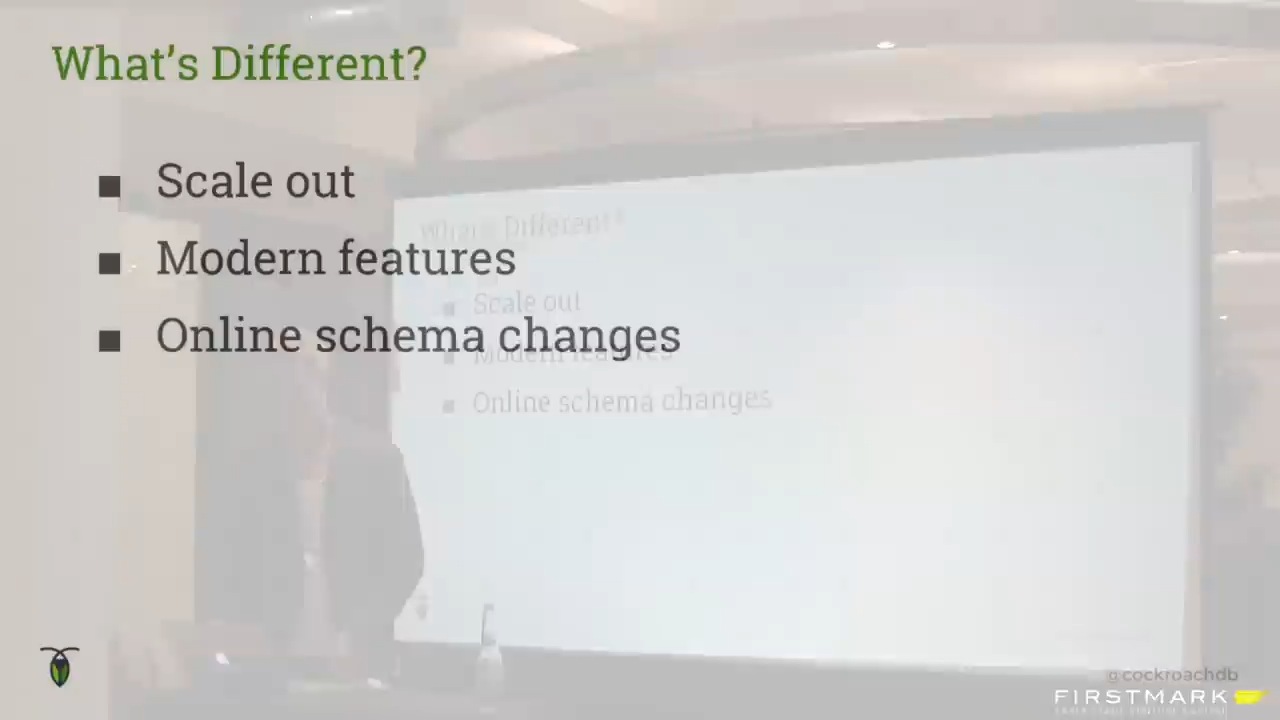 What's Different?
■ Scale out
■ Modern features
■ Online schema changes
What's Different?
■ Scale out
■ Modern features
■ Online schema changes
@cockroachdb
FIRSTMARK